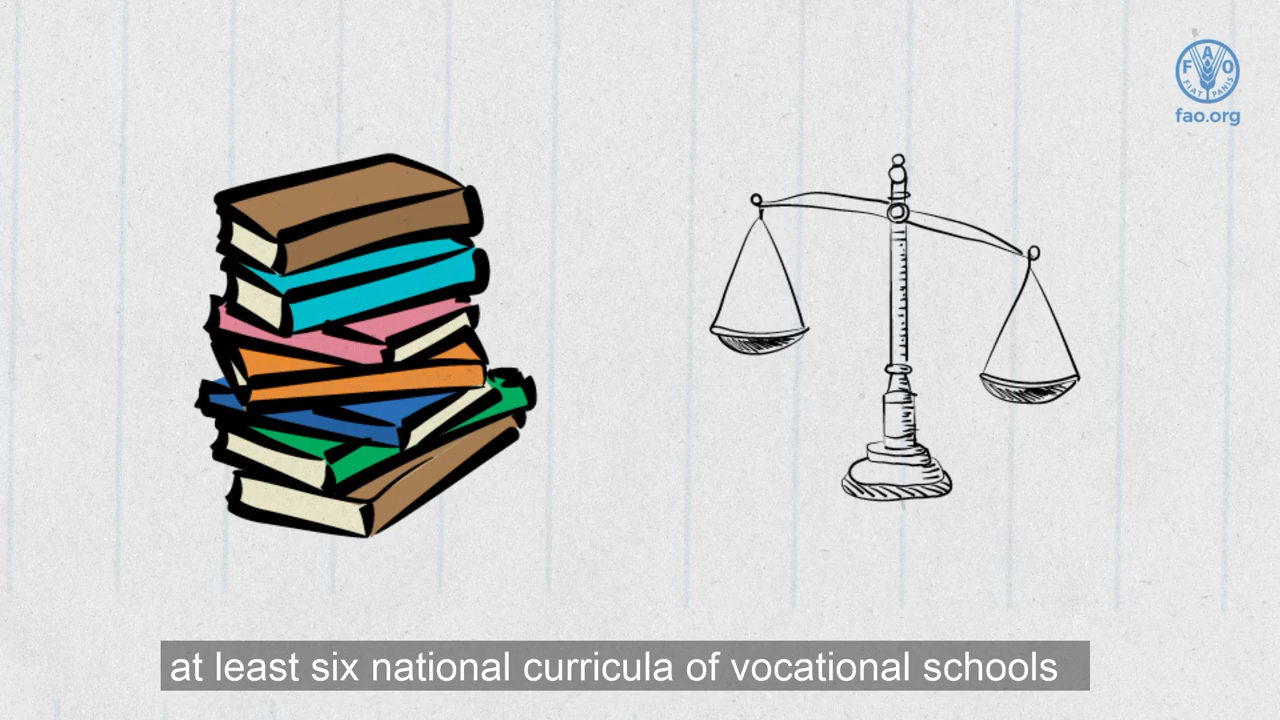 FAO
FIAT PANIS
fao.org
at least six national curricula of vocational schools